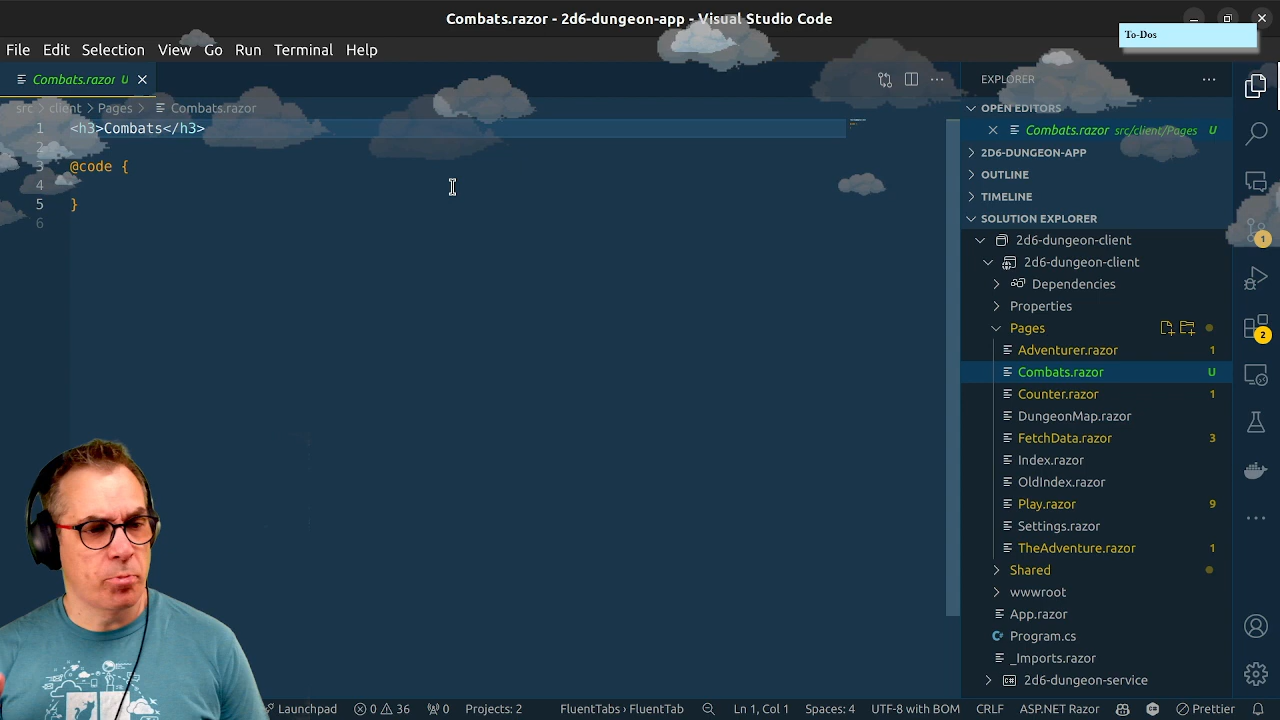 Combats.razor - 2d6-dungeon-app - Visual Studio Code
To-Dos
File Edit Selection View Go Run Terminal Help
Combats.razor U
src > client > Pages > Combats.razor
1 <h3>Combats</h3>
2
3 @code {
4
5 }
6
EXPLORER
OPEN EDITORS
Combats.razor src/client/Pages U
2D6-DUNGEON-APP
OUTLINE
TIMELINE
SOLUTION EXPLORER
2d6-dungeon-client
2d6-dungeon-client
Dependencies
Properties
Pages
Adventurer.razor 1
Combats.razor U
Counter.razor 1
DungeonMap.razor
FetchData.razor 3
Index.razor
OldIndex.razor
Play.razor 9
Settings.razor
TheAdventure.razor 1
Shared
wwwroot
App.razor
Program.cs
_Imports.razor
2d6-dungeon-service
1
2
Launchpad 0 36 0 Projects: 2 FluentTabs › FluentTab Ln 1, Col 1 Spaces: 4 UTF-8 with BOM CRLF ASP.NET Razor Prettier